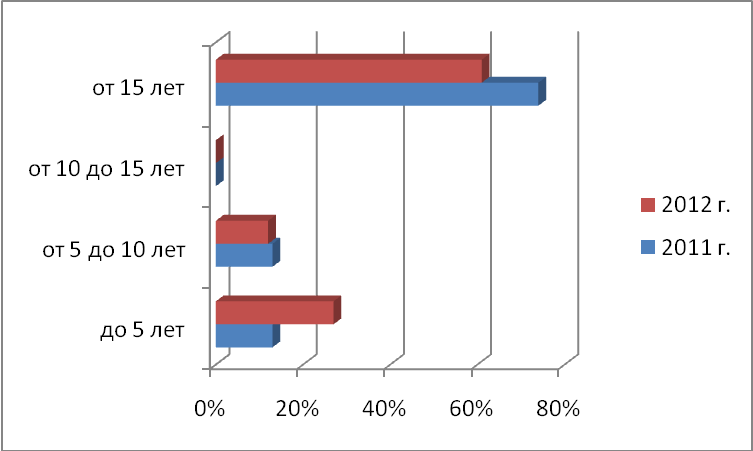 от 15 лет
от 10 до 15 лет
от 5 до 10 лет
до 5 лет
0% 20% 40% 60% 80%
2012 г.
2011 г.